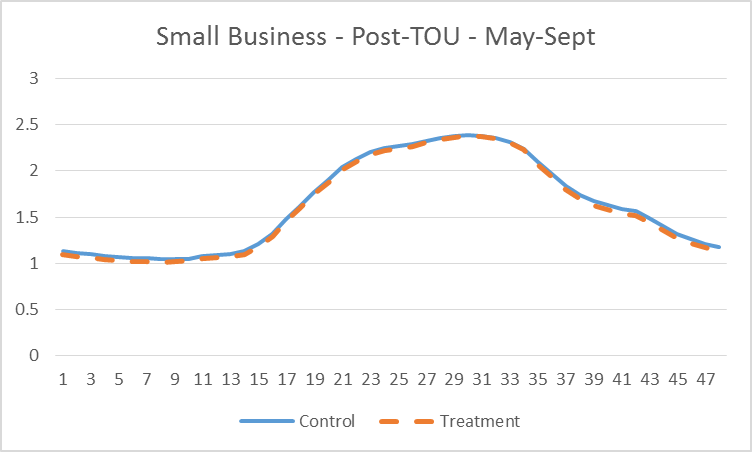 Small Business - Post-TOU - May-Sept
3
2.5
2
1.5
1
0.5
0
1 3 5 7 9 11 13 15 17 19 21 23 25 27 29 31 33 35 37 39 41 43 45 47
Control Treatment